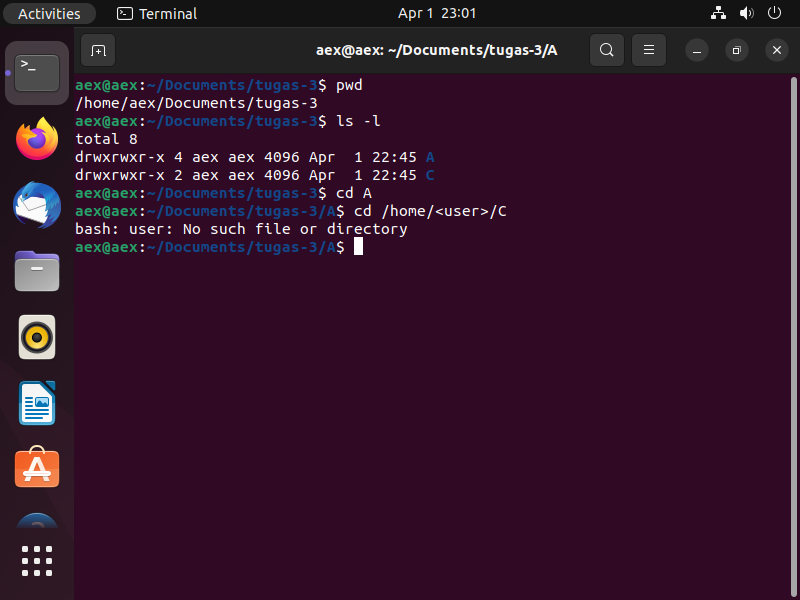 Activities
Terminal
Apr 1 23:01
aex@aex: ~/Documents/tugas-3/A
aex@aex:~/Documents/tugas-3$ pwd
/home/aex/Documents/tugas-3
aex@aex:~/Documents/tugas-3$ ls -l
total 8
drwxrwxr-x 4 aex aex 4096 Apr  1 22:45 A
drwxrwxr-x 2 aex aex 4096 Apr  1 22:45 C
aex@aex:~/Documents/tugas-3$ cd A
aex@aex:~/Documents/tugas-3/A$ cd /home/<user>/C
bash: user: No such file or directory
aex@aex:~/Documents/tugas-3/A$